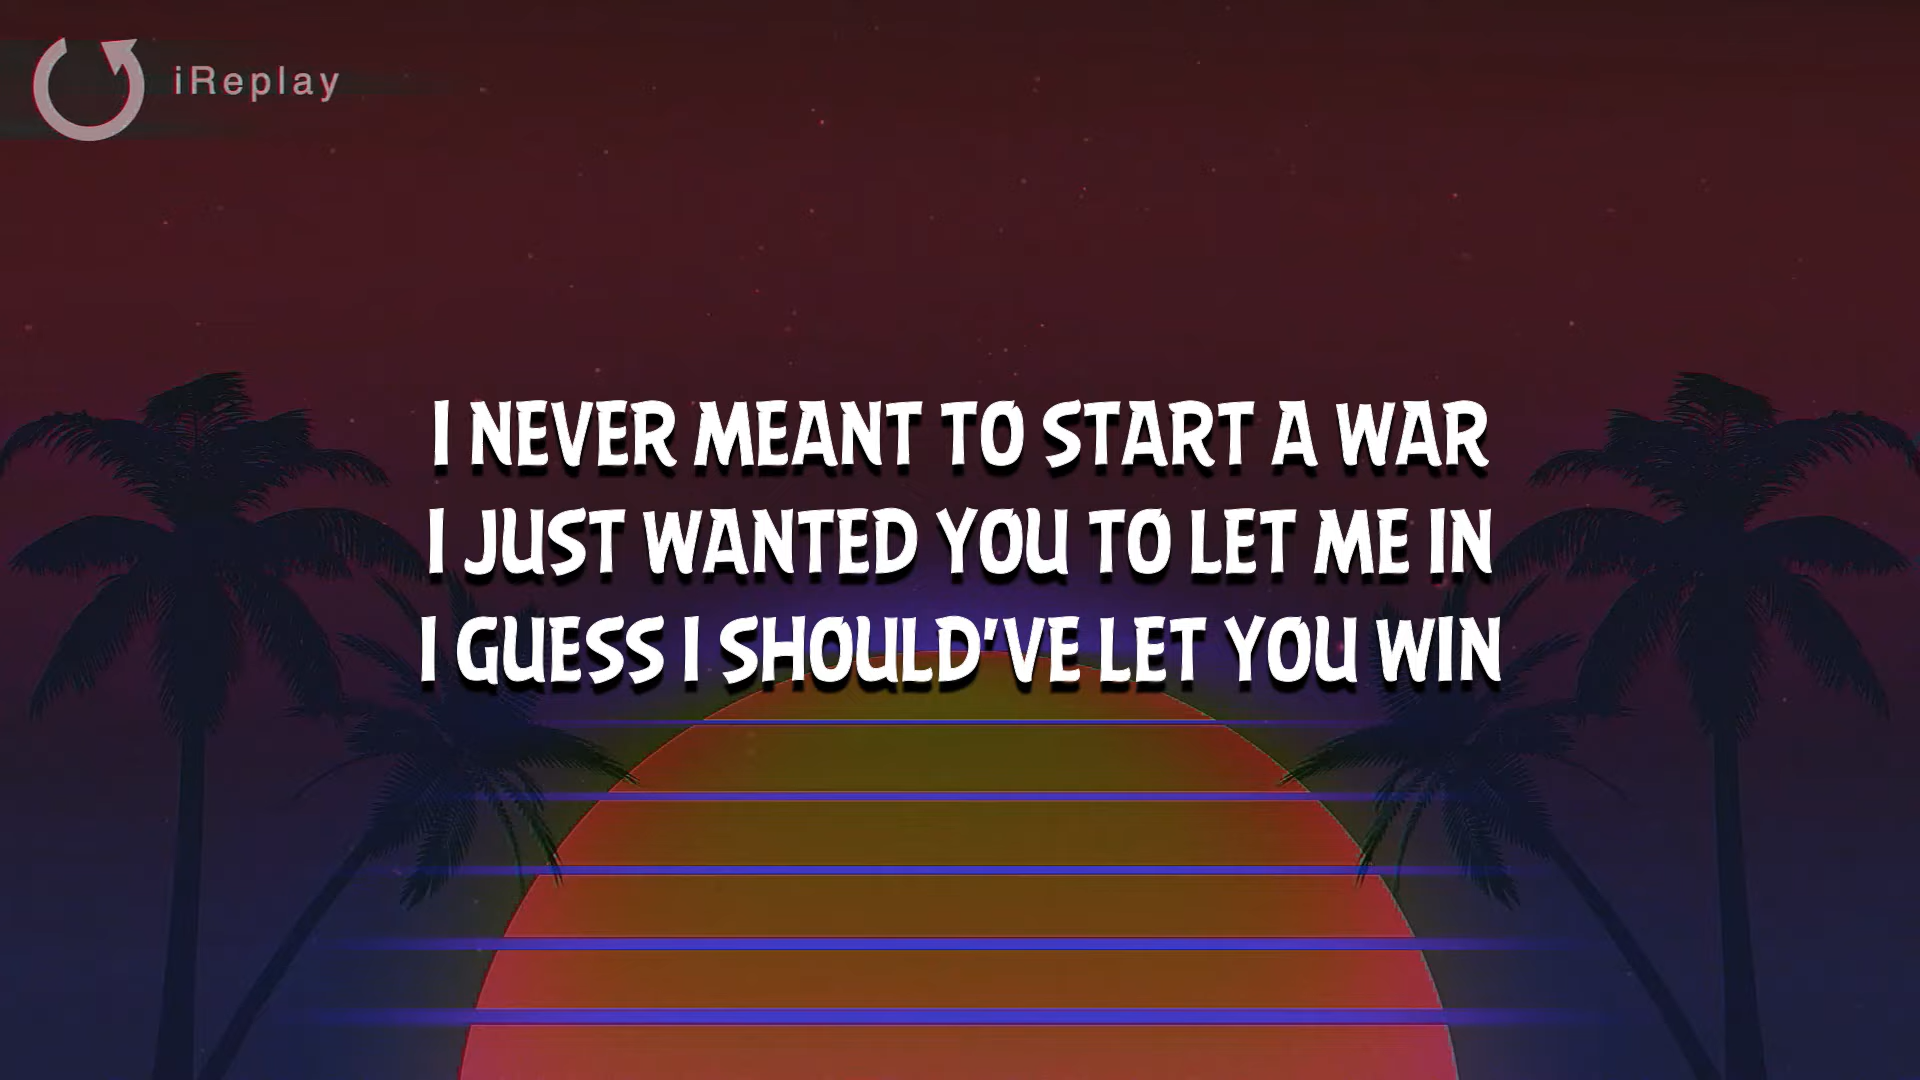 iReplay
I NEVER MEANT TO START A WAR
I JUST WANTED YOU TO LET ME IN
I GUESS I SHOULD'VE LET YOU WIN